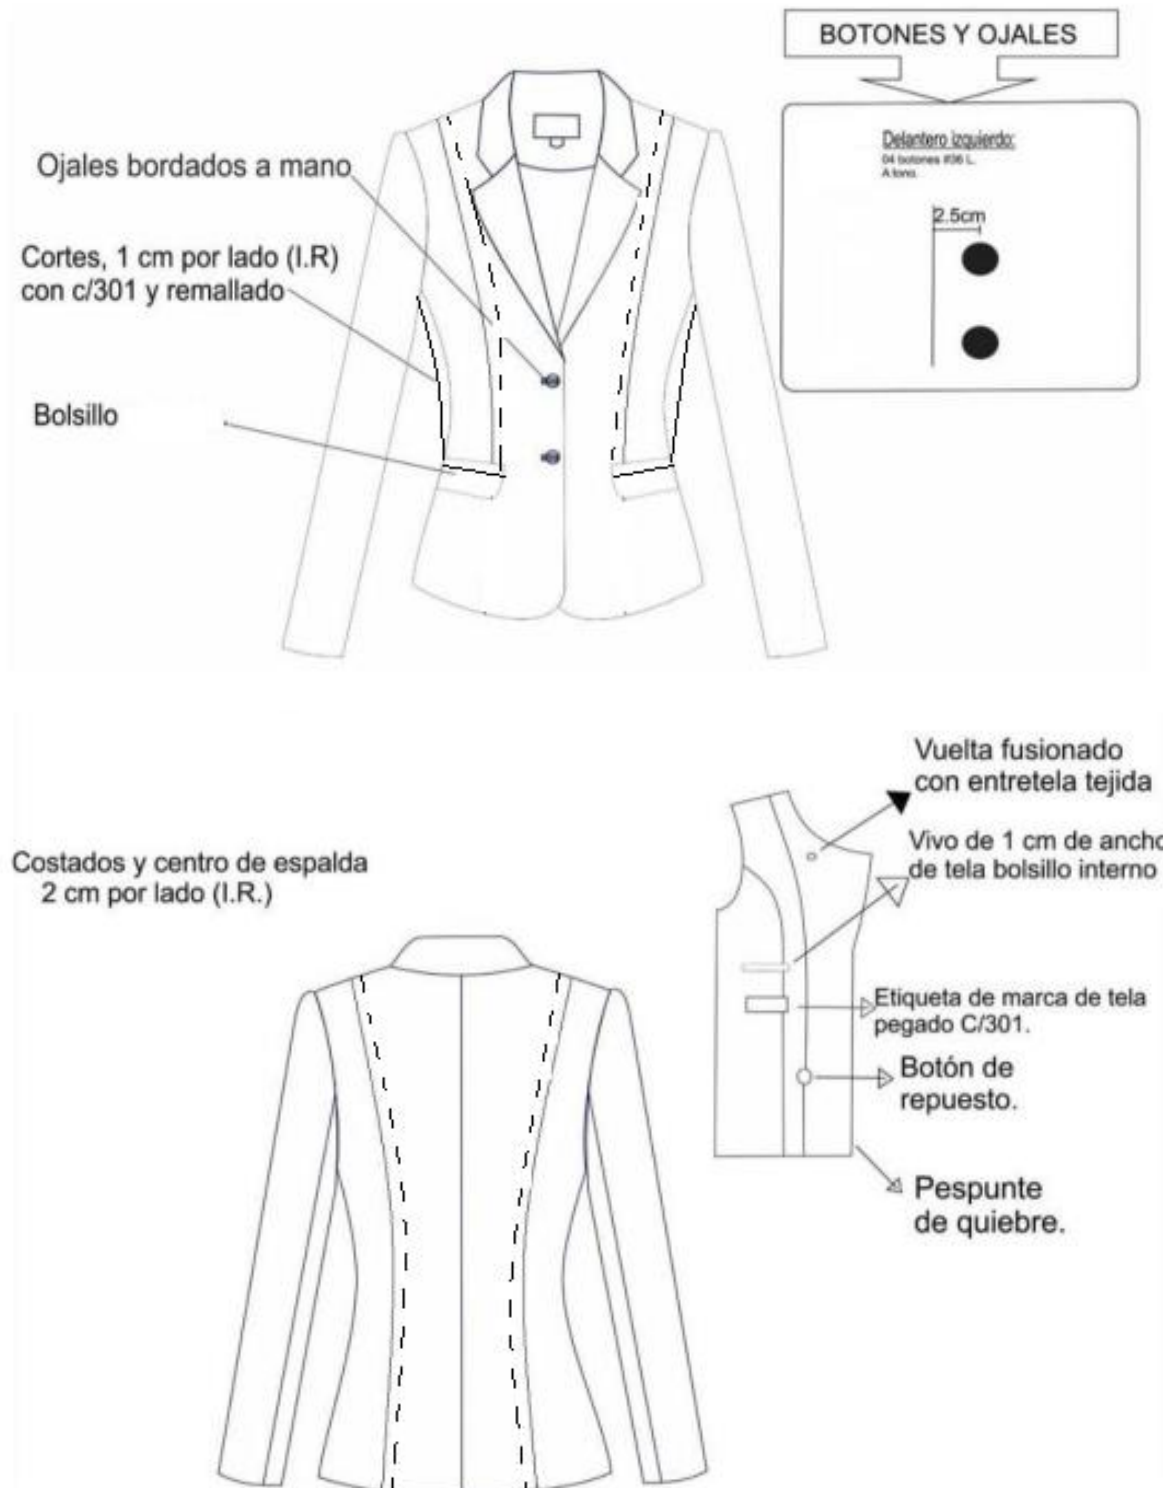 BOTONES Y OJALES
Delantero izquierdo:
04 botones #36 L.
A tono.
2.5cm
Ojales bordados a mano
Cortes, 1 cm por lado (I.R)
con c/301 y remallado
Bolsillo
Vuelta fusionado
con entretela tejida
Vivo de 1 cm de ancho
de tela bolsillo interno
Costados y centro de espalda
2 cm por lado (I.R.)
Etiqueta de marca de tela
pegado C/301.
Botón de
repuesto.
Pespunte
de quiebre.